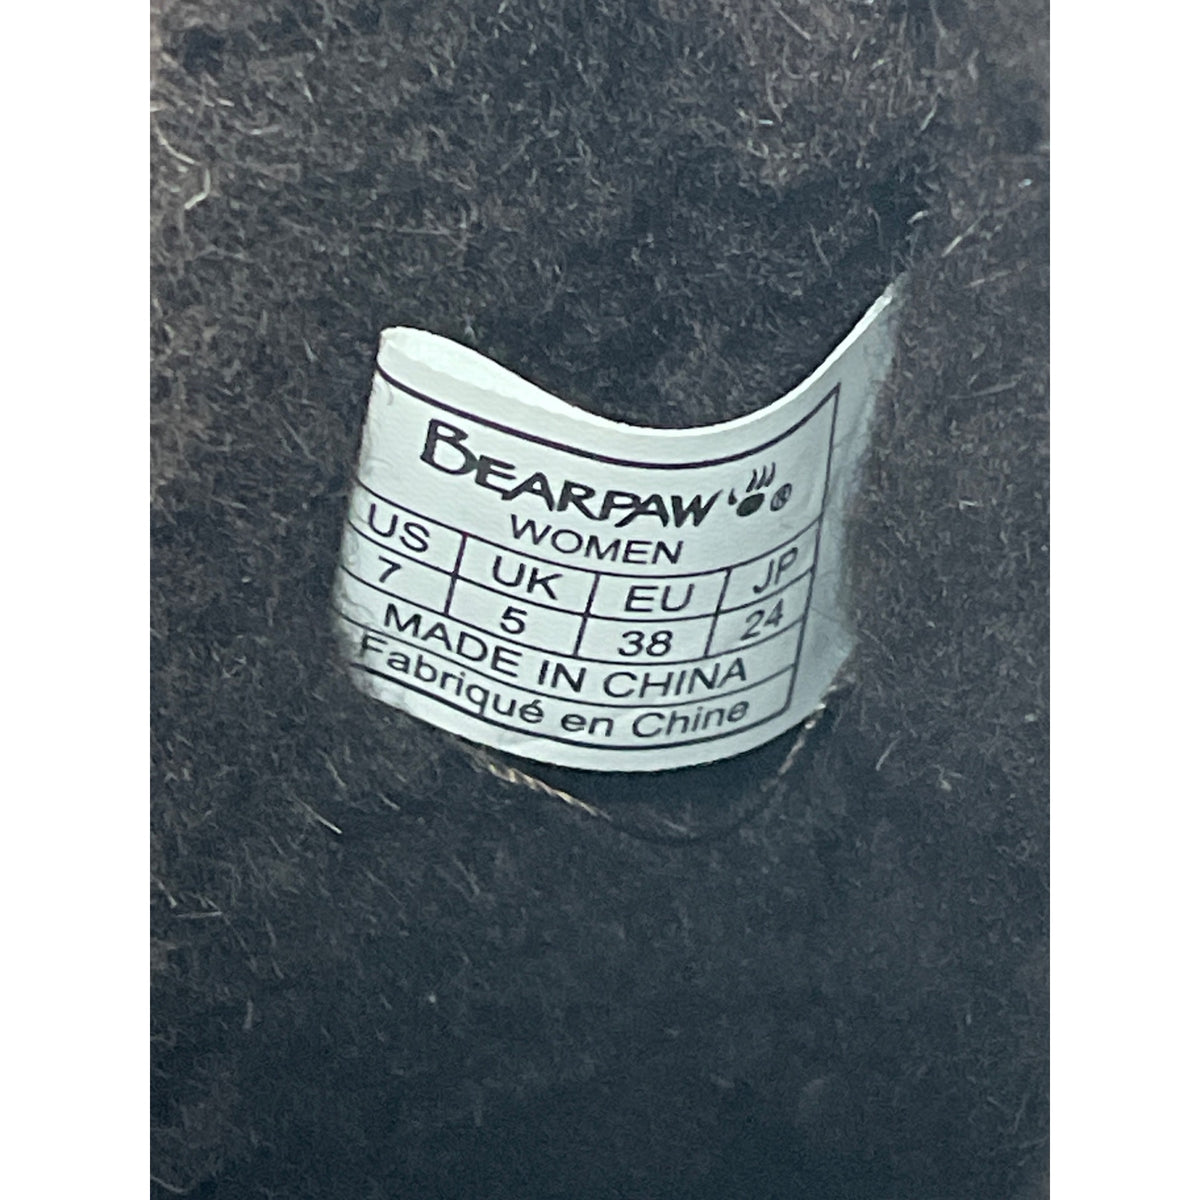 BEARPAW ®
WOMEN
US UK EU JP
7 5 38 24
MADE IN CHINA
Fabriqué en Chine